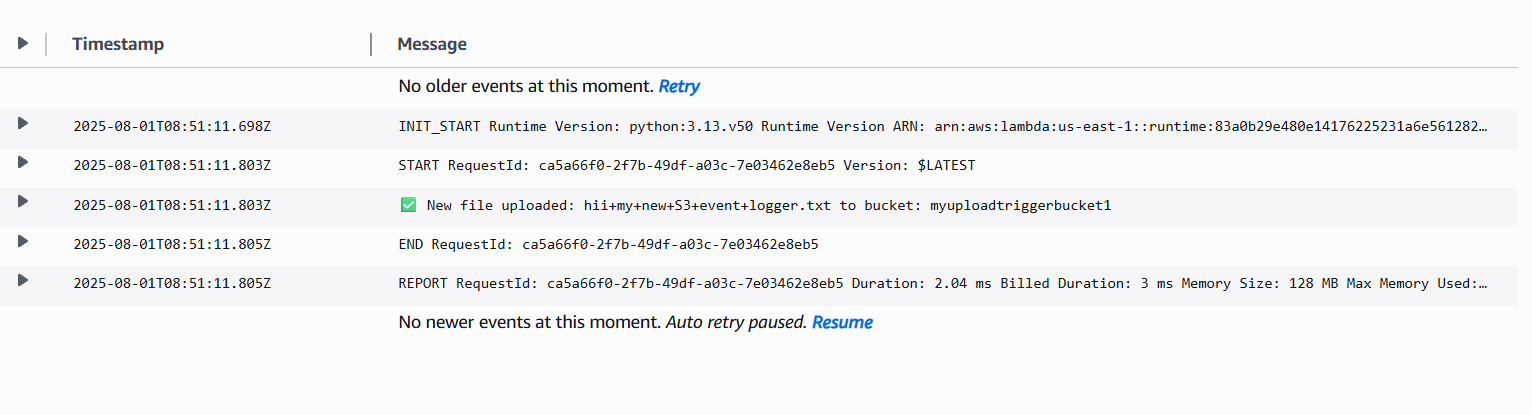 Timestamp Message
No older events at this moment. Retry
2025-08-01T08:51:11.698Z INIT_START Runtime Version: python:3.13.v50 Runtime Version ARN: arn:aws:lambda:us-east-1::runtime:83a0b29e480e14176225231a6e561282…
2025-08-01T08:51:11.803Z START RequestId: ca5a66f0-2f7b-49df-a03c-7e03462e8eb5 Version: $LATEST
2025-08-01T08:51:11.803Z ✅ New file uploaded: hii+my+new+S3+event+logger.txt to bucket: myuploadtriggerbucket1
2025-08-01T08:51:11.805Z END RequestId: ca5a66f0-2f7b-49df-a03c-7e03462e8eb5
2025-08-01T08:51:11.805Z REPORT RequestId: ca5a66f0-2f7b-49df-a03c-7e03462e8eb5 Duration: 2.04 ms Billed Duration: 3 ms Memory Size: 128 MB Max Memory Used:…
No newer events at this moment. Auto retry paused. Resume